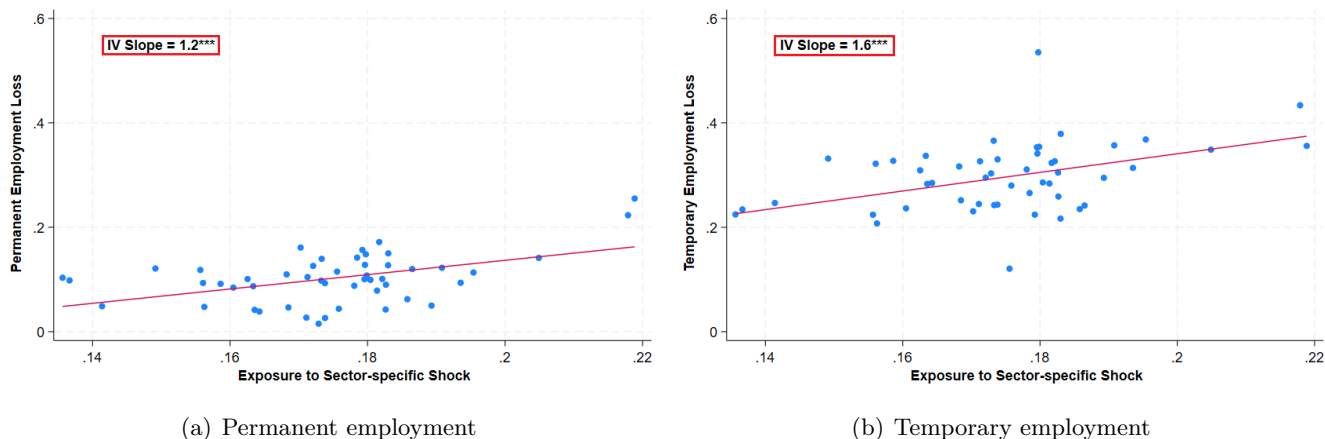 IV Slope = 1.2***
Permanent Employment Loss
.6
.4
.2
0
.14 .16 .18 .2 .22
Exposure to Sector-specific Shock
(a) Permanent employment
IV Slope = 1.6***
Temporary Employment Loss
.6
.4
.2
0
.14 .16 .18 .2 .22
Exposure to Sector-specific Shock
(b) Temporary employment